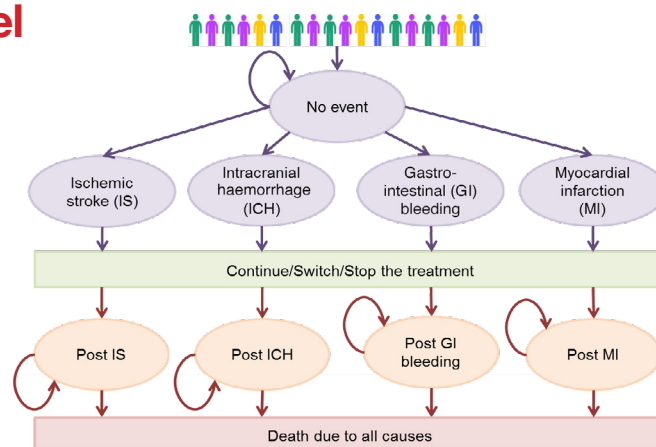 el
No event
Ischemic
stroke (IS)
Intracranial
haemorrhage
(ICH)
Gastro-
intestinal (GI)
bleeding
Myocardial
infarction
(MI)
Continue/Switch/Stop the treatment
Post IS
Post ICH
Post GI
bleeding
Post MI
Death due to all causes